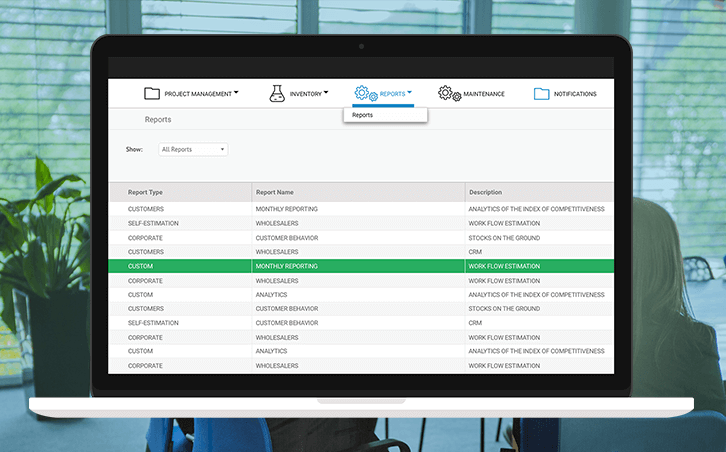 PROJECT MANAGEMENT INVENTORY REPORTS MAINTENANCE NOTIFICATIONS
Reports
Reports
Show: All Reports
Report Type Report Name Description
CUSTOMERS MONTHLY REPORTING ANALYTICS OF THE INDEX OF COMPETITIVENESS
SELF-ESTIMATION WHOLESALERS WORK FLOW ESTIMATION
CORPORATE CUSTOMER BEHAVIOR STOCKS ON THE GROUND
CUSTOMERS WHOLESALERS CRM
CUSTOM MONTHLY REPORTING WORK FLOW ESTIMATION
CORPORATE WHOLESALERS WORK FLOW ESTIMATION
CUSTOM ANALYTICS ANALYTICS OF THE INDEX OF COMPETITIVENESS
CUSTOMERS CUSTOMER BEHAVIOR STOCKS ON THE GROUND
SELF-ESTIMATION CUSTOMER BEHAVIOR CRM
CORPORATE WHOLESALERS WORK FLOW ESTIMATION
CUSTOM ANALYTICS ANALYTICS OF THE INDEX OF COMPETITIVENESS
CORPORATE WHOLESALERS WORK FLOW ESTIMATION